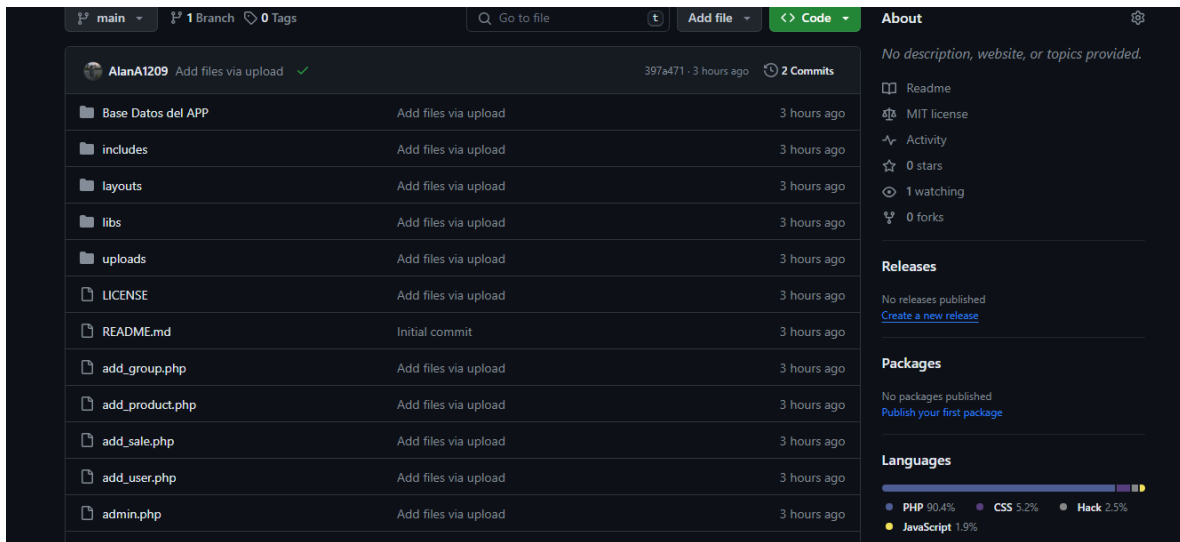 main 1 Branch 0 Tags Go to file t Add file Code
AlanA1209 Add files via upload 397a471 · 3 hours ago 2 Commits
Base Datos del APP Add files via upload 3 hours ago
includes Add files via upload 3 hours ago
layouts Add files via upload 3 hours ago
libs Add files via upload 3 hours ago
uploads Add files via upload 3 hours ago
LICENSE Add files via upload 3 hours ago
README.md Initial commit 3 hours ago
add_group.php Add files via upload 3 hours ago
add_product.php Add files via upload 3 hours ago
add_sale.php Add files via upload 3 hours ago
add_user.php Add files via upload 3 hours ago
admin.php Add files via upload 3 hours ago
About
No description, website, or topics provided.
Readme
MIT license
Activity
0 stars
1 watching
0 forks
Releases
No releases published
Create a new release
Packages
No packages published
Publish your first package
Languages
PHP 90.4% CSS 5.2% Hack 2.5%
JavaScript 1.9%